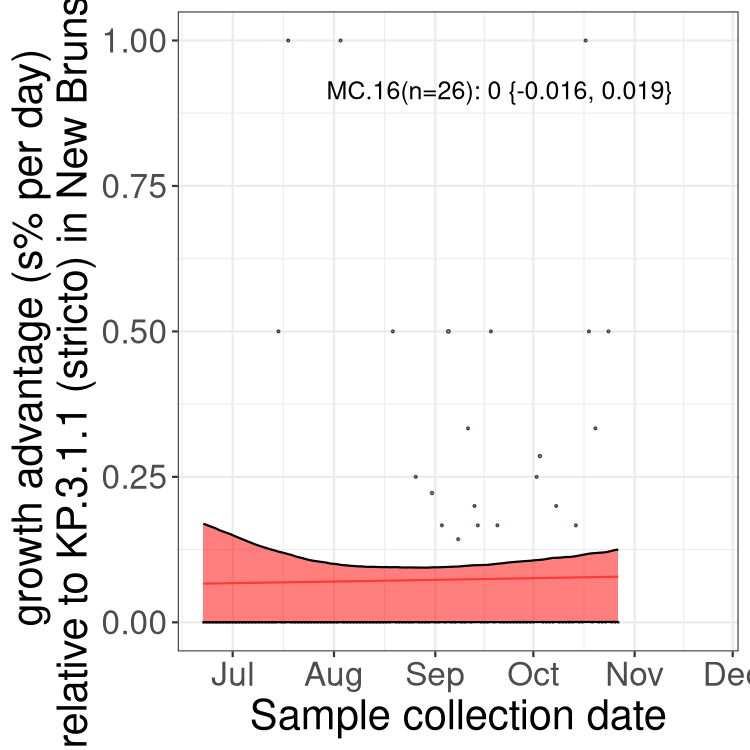 growth advantage (s% per day)
relative to KP.3.1.1 (stricto) in New Bruns
1.00
0.75
0.50
0.25
0.00
MC.16(n=26): 0 {-0.016, 0.019}
Jul Aug Sep Oct Nov Dec
Sample collection date